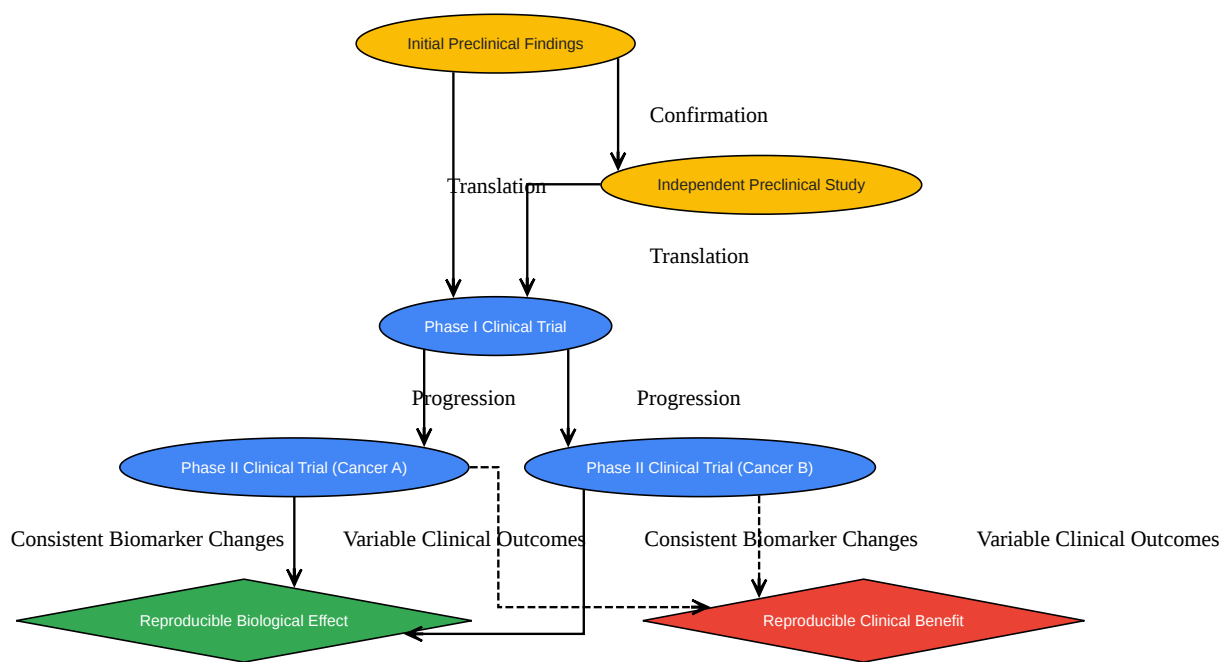 Initial Preclinical Findings
Confirmation
Translation
Independent Preclinical Study
Translation
Phase I Clinical Trial
Progression
Progression
Phase II Clinical Trial (Cancer A)
Phase II Clinical Trial (Cancer B)
Consistent Biomarker Changes
Variable Clinical Outcomes
Consistent Biomarker Changes
Variable Clinical Outcomes
Reproducible Biological Effect
Reproducible Clinical Benefit